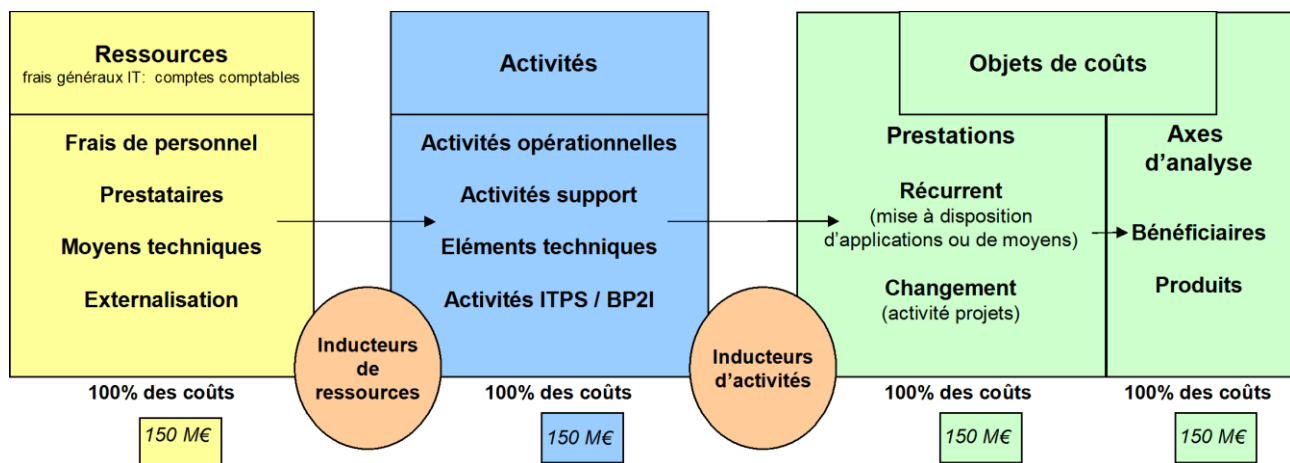 Ressources
frais généraux IT: comptes comptables
Frais de personnel
Prestataires
Moyens techniques
Externalisation
100% des coûts
150 M€
Inducteurs
de
ressources
Activités
Activités opérationnelles
Activités support
Eléments techniques
Activités ITPS / BP2I
100% des coûts
150 M€
Inducteurs
d'activités
Objets de coûts
Prestations
Récurrent
(mise à disposition
d'applications ou de moyens)
Changement
(activité projets)
100% des coûts
150 M€
Axes
d'analyse
Bénéficiaires
Produits
100% des coûts
150 M€